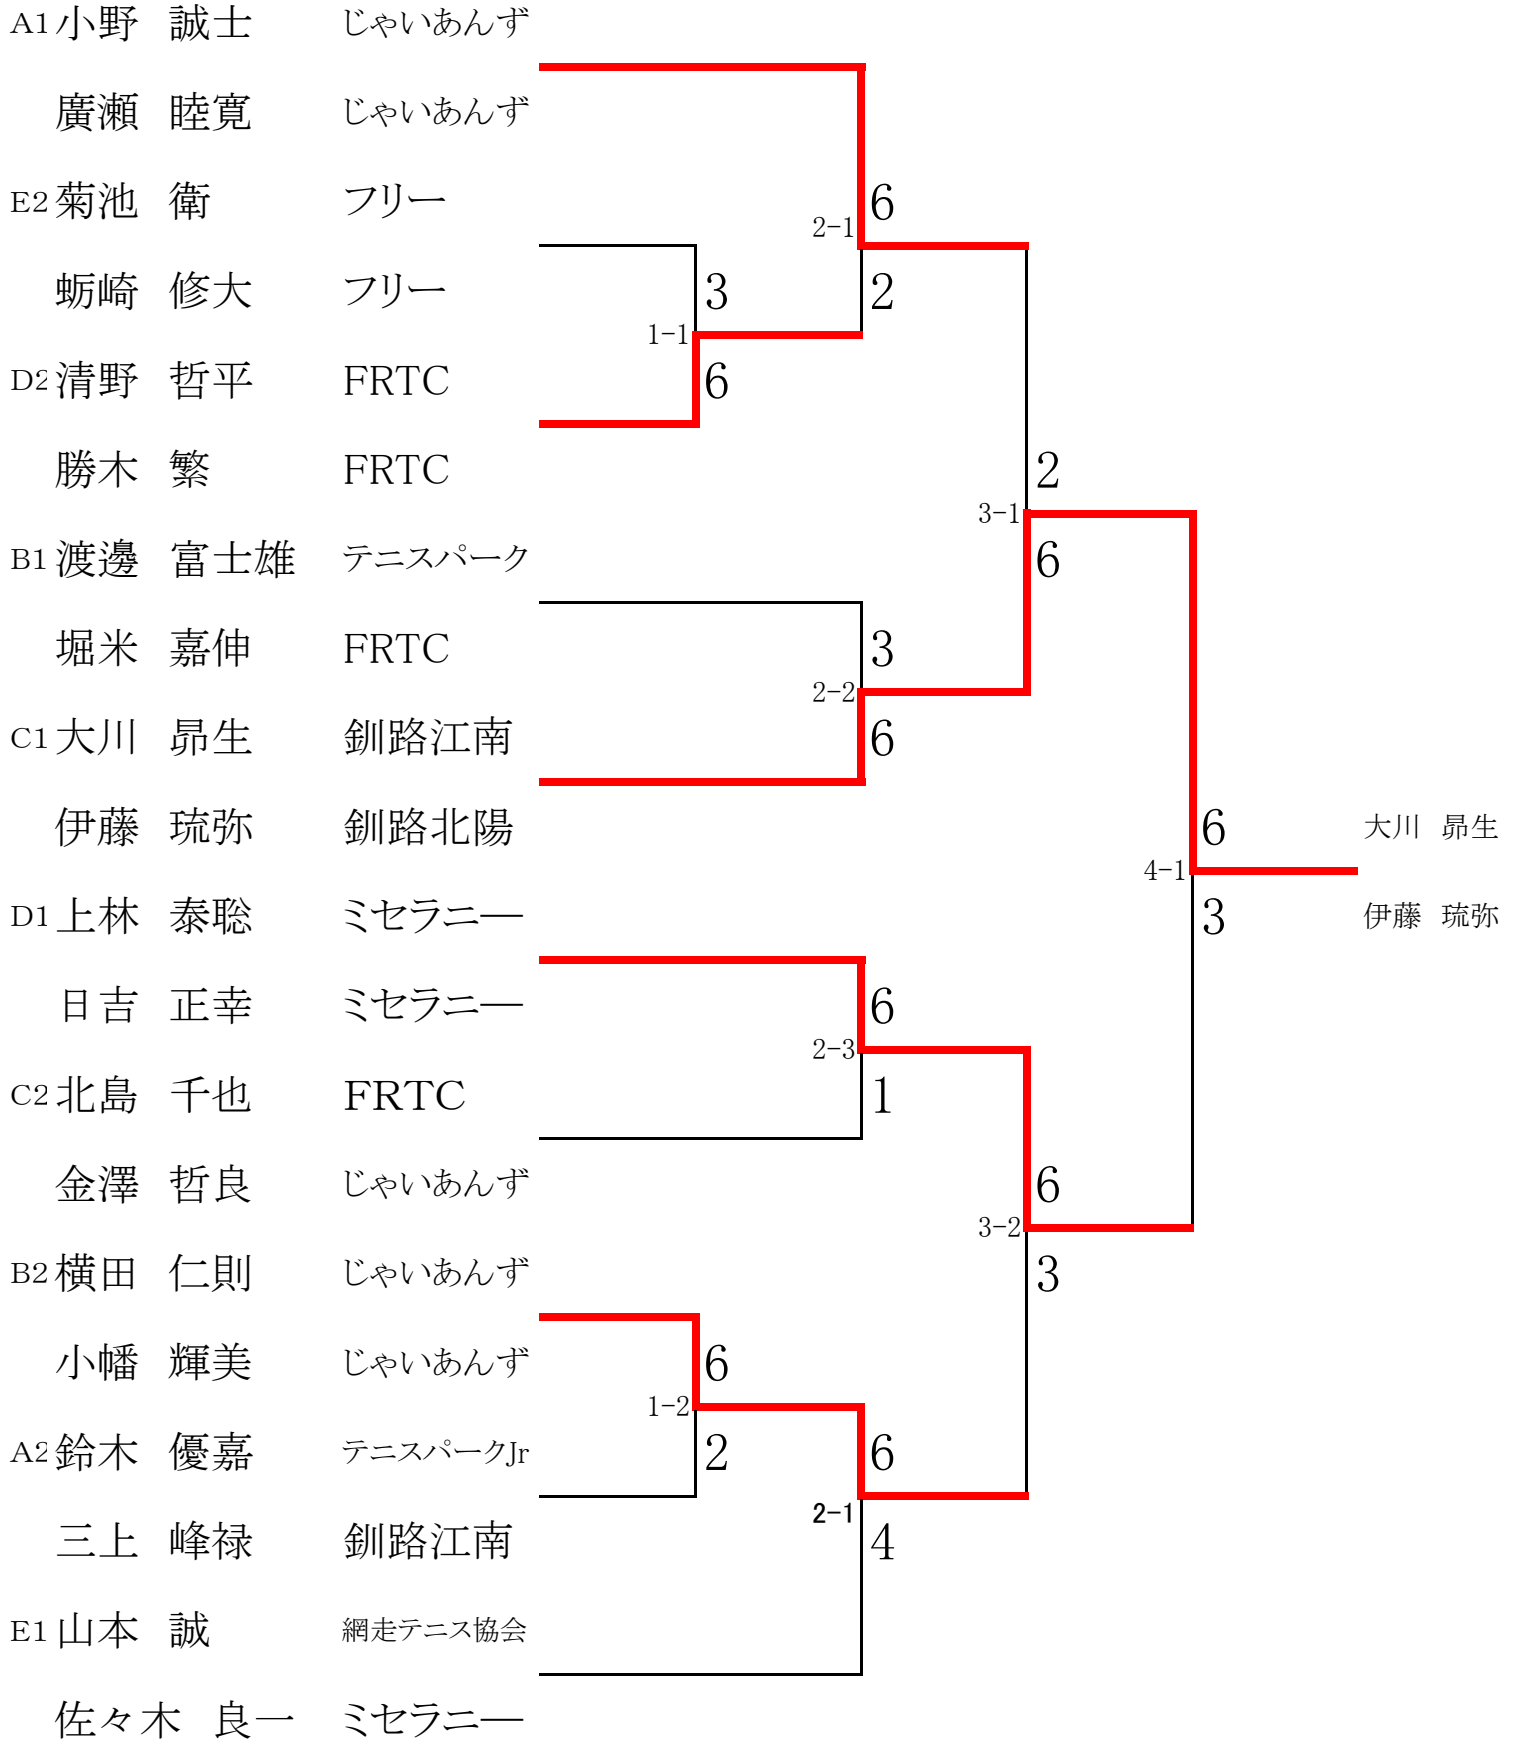 A1 小野 誠士 じゃいあんず
廣瀬 睦寛 じゃいあんず
E2 菊池 衛 フリー 6
2-1
蛎崎 修大 フリー 3 2
1-1
D2 清野 哲平 FRTC 6
勝木 繁 FRTC 2
3-1
B1 渡邊 富士雄 テニスパーク 6
堀米 嘉伸 FRTC 3
2-2
C1 大川 昴生 釧路江南 6
伊藤 琉弥 釧路北陽 6 大川 昴生
4-1
D1 上林 泰聡 ミセラニー 3 伊藤 琉弥
日吉 正幸 ミセラニー 6
2-3
C2 北島 千也 FRTC 1
金澤 哲良 じゃいあんず 6
3-2
B2 横田 仁則 じゃいあんず 3
小幡 輝美 じゃいあんず 6
1-2
A2 鈴木 優嘉 テニスパークJr 2 6
2-1
三上 峰禄 釧路江南 4
E1 山本 誠 網走テニス協会
佐々木 良一 ミセラニー